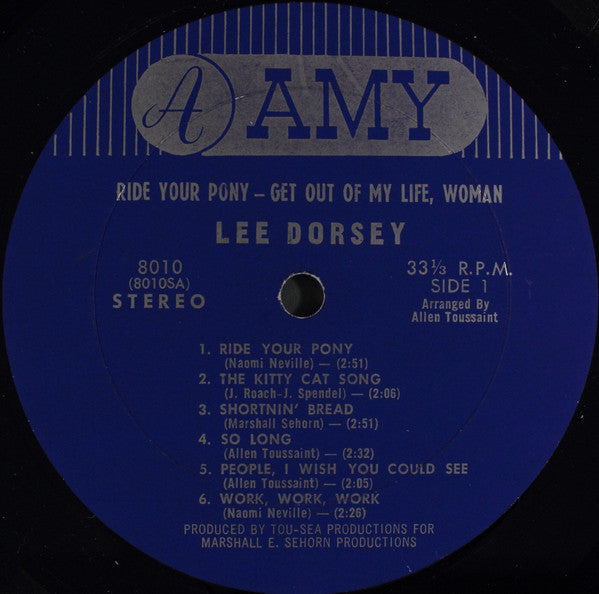 A AMY
RIDE YOUR PONY – GET OUT OF MY LIFE, WOMAN
LEE DORSEY
8010
(8010SA)
STEREO
33⅓ R.P.M.
SIDE 1
Arranged By
Allen Toussaint
1. RIDE YOUR PONY
(Naomi Neville) — (2:51)
2. THE KITTY CAT SONG
(J. Roach-J. Spendel) — (2:06)
3. SHORTNIN' BREAD
(Marshall Sehorn) — (2:51)
4. SO LONG
(Allen Toussaint) — (2:32)
5. PEOPLE, I WISH YOU COULD SEE
(Allen Toussaint) — (2:05)
6. WORK, WORK, WORK
(Naomi Neville) — (2:26)
PRODUCED BY TOU-SEA PRODUCTIONS FOR
MARSHALL E. SEHORN PRODUCTIONS